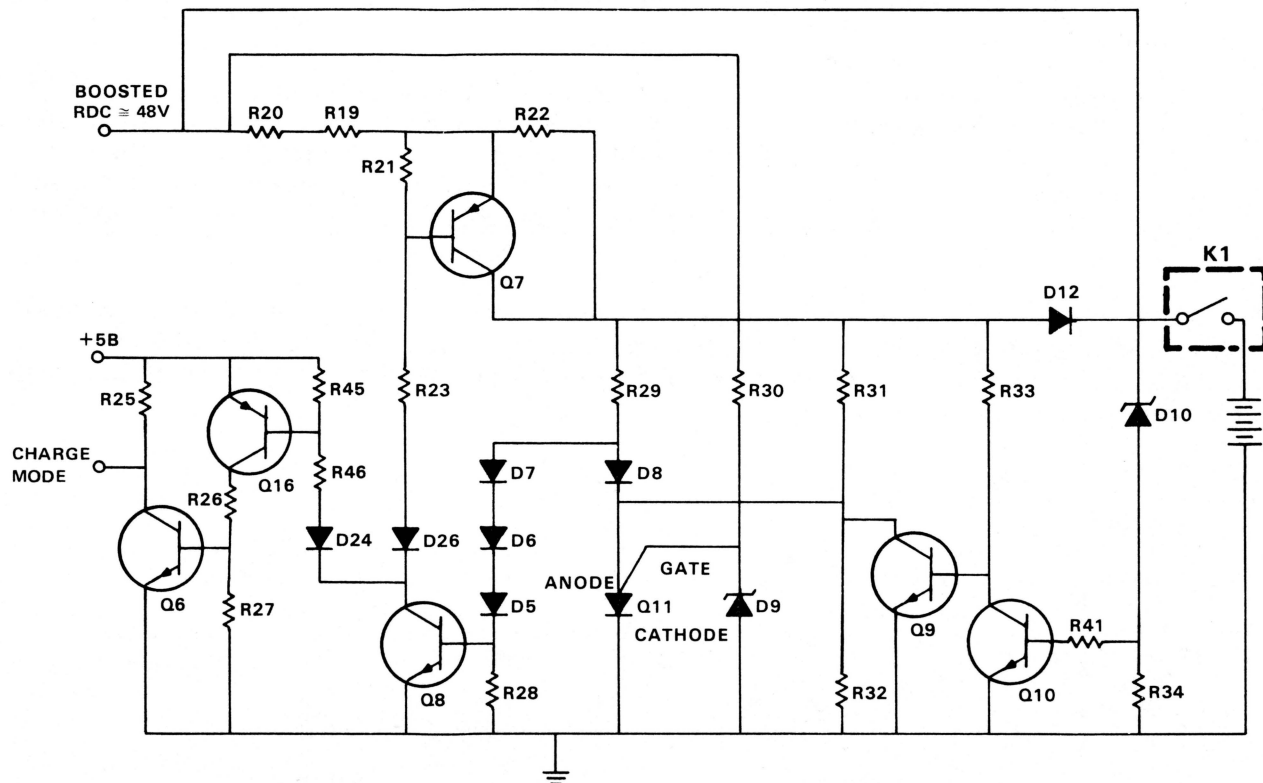 BOOSTED
RDC ≅ 48V
R20
R19
R22
R21
Q7
K1
D12
+5B
R25
R45
R23
R29
R30
R31
R33
D10
CHARGE
MODE
Q16
R46
R26
D7
D8
D24
D26
D6
ANODE
GATE
Q6
R27
D5
Q11
D9
CATHODE
Q9
R41
Q8
R28
R32
Q10
R34